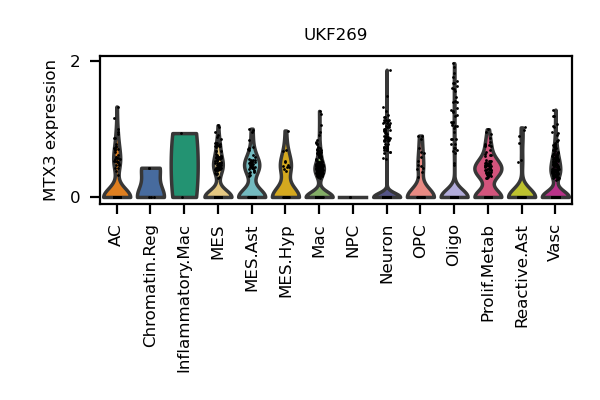 UKF269
MTX3 expression
2
0
AC
Chromatin.Reg
Inflammatory.Mac
MES
MES.Ast
MES.Hyp
Mac
NPC
Neuron
OPC
Oligo
Prolif.Metab
Reactive.Ast
Vasc